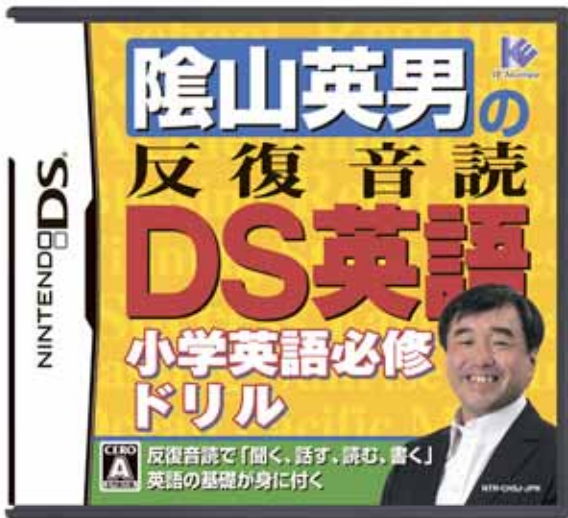 NINTENDO DS
陰山英男の
反復音読
DS英語
小学英語必修
ドリル
CERO
A
反復音読で「聞く、話す、読む、書く」
英語の基礎が身に付く